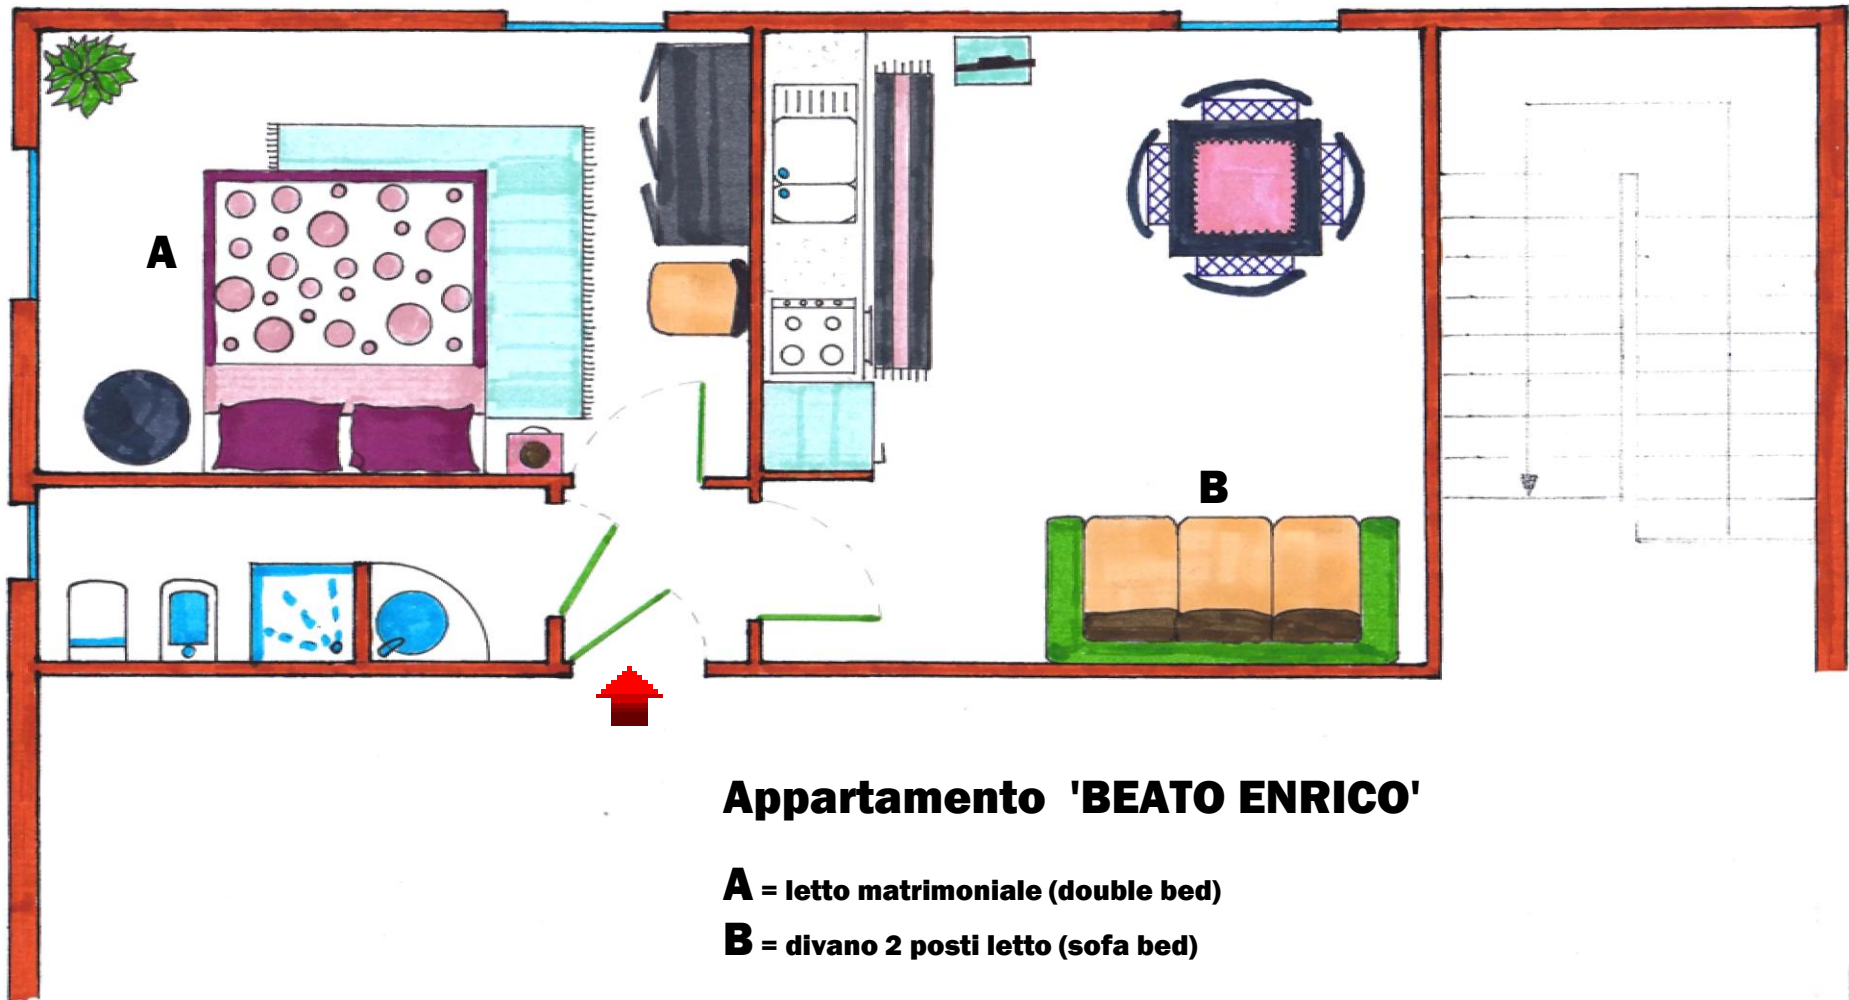 A
B
Appartamento 'BEATO ENRICO'
A = letto matrimoniale (double bed)
B = divano 2 posti letto (sofa bed)